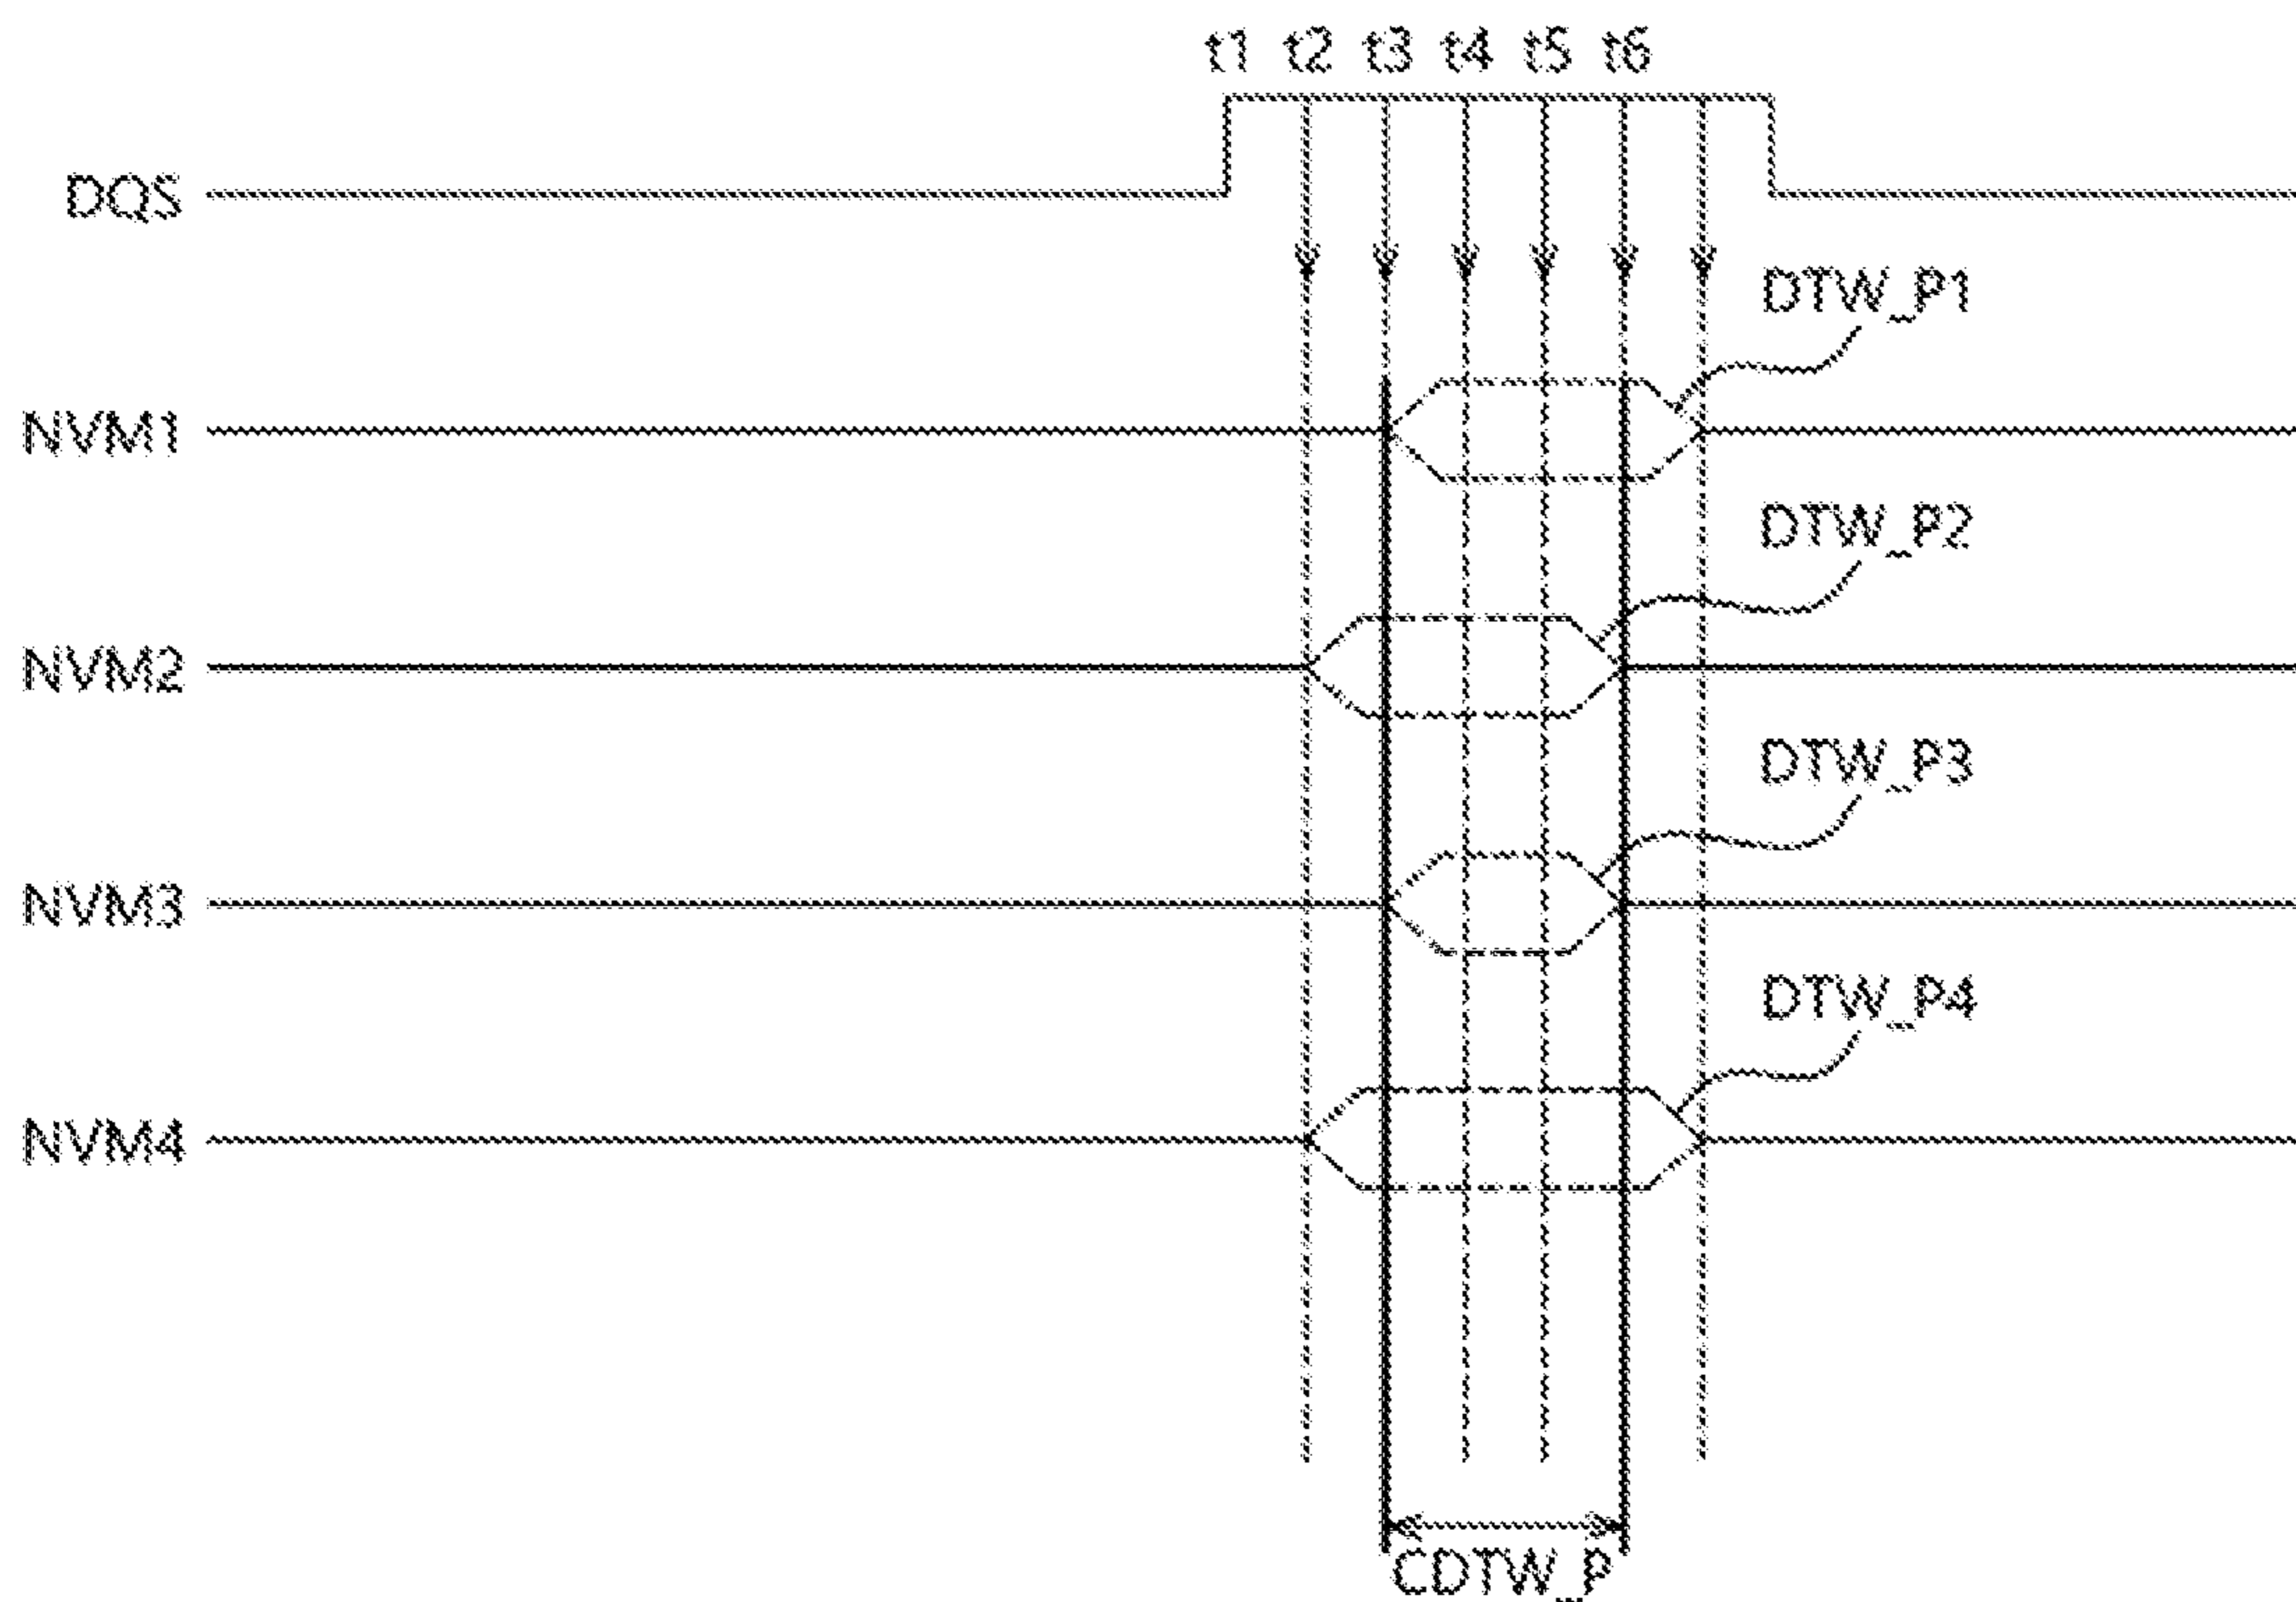 t1 t2 t3 t4 t5 t6
DQS
DTW_P1
NVM1
DTW_P2
NVM2
DTW_P3
NVM3
DTW_P4
NVM4
CDTW_P